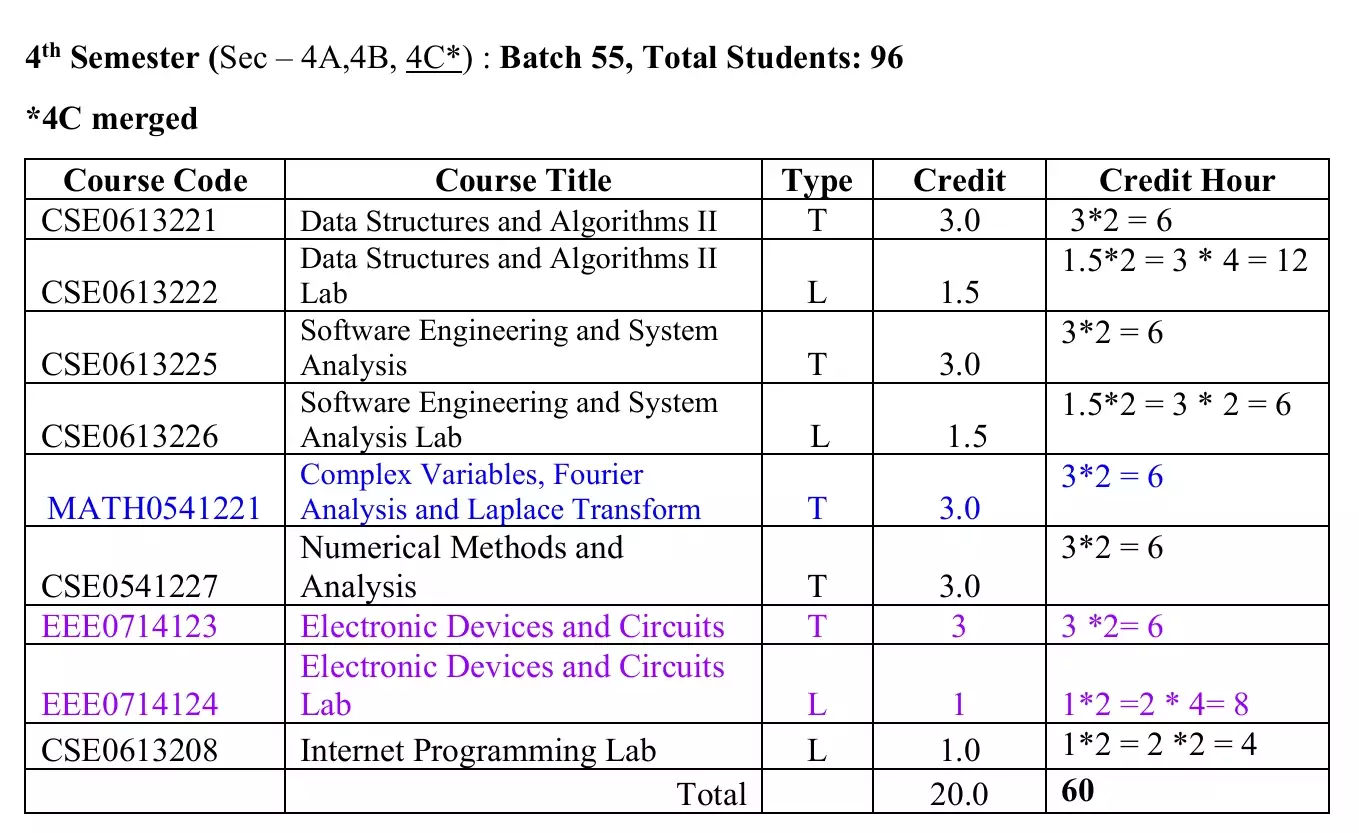 4th Semester (Sec – 4A,4B, 4C*) : Batch 55, Total Students: 96
*4C merged
Course Code Course Title Type Credit Credit Hour
CSE0613221 Data Structures and Algorithms II T 3.0 3*2 = 6
CSE0613222 Data Structures and Algorithms II
Lab L 1.5 1.5*2 = 3 * 4 = 12
CSE0613225 Software Engineering and System
Analysis T 3.0 3*2 = 6
CSE0613226 Software Engineering and System
Analysis Lab L 1.5 1.5*2 = 3 * 2 = 6
MATH0541221 Complex Variables, Fourier
Analysis and Laplace Transform T 3.0 3*2 = 6
CSE0541227 Numerical Methods and
Analysis T 3.0 3*2 = 6
EEE0714123 Electronic Devices and Circuits T 3 3 *2= 6
EEE0714124 Electronic Devices and Circuits
Lab L 1 1*2 =2 * 4= 8
CSE0613208 Internet Programming Lab L 1.0 1*2 = 2 *2 = 4
Total 20.0 60